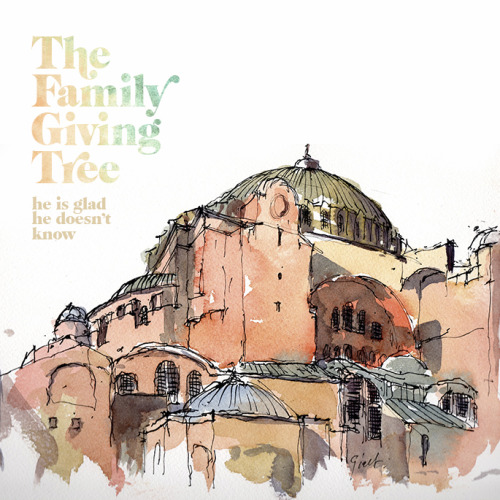 The
Family
Giving
Tree
he is glad
he doesn't
know